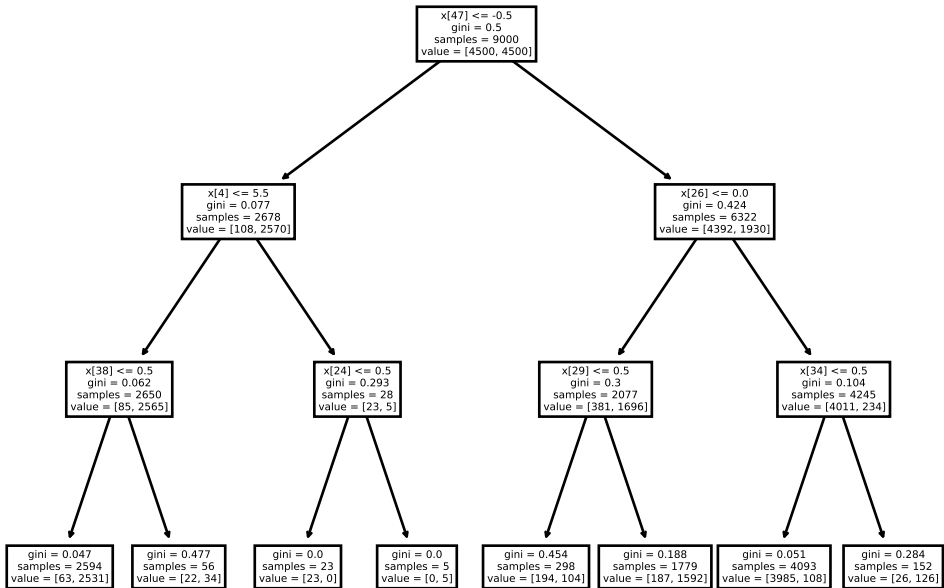 x[47] <= -0.5
gini = 0.5
samples = 9000
value = [4500, 4500]
x[4] <= 5.5
gini = 0.077
samples = 2678
value = [108, 2570]
x[26] <= 0.0
gini = 0.424
samples = 6322
value = [4392, 1930]
x[38] <= 0.5
gini = 0.062
samples = 2650
value = [85, 2565]
x[24] <= 0.5
gini = 0.293
samples = 28
value = [23, 5]
x[29] <= 0.5
gini = 0.3
samples = 2077
value = [381, 1696]
x[34] <= 0.5
gini = 0.104
samples = 4245
value = [4011, 234]
gini = 0.047
samples = 2594
value = [63, 2531]
gini = 0.477
samples = 56
value = [22, 34]
gini = 0.0
samples = 23
value = [23, 0]
gini = 0.0
samples = 5
value = [0, 5]
gini = 0.454
samples = 298
value = [194, 104]
gini = 0.188
samples = 1779
value = [187, 1592]
gini = 0.051
samples = 4093
value = [3985, 108]
gini = 0.284
samples = 152
value = [26, 126]